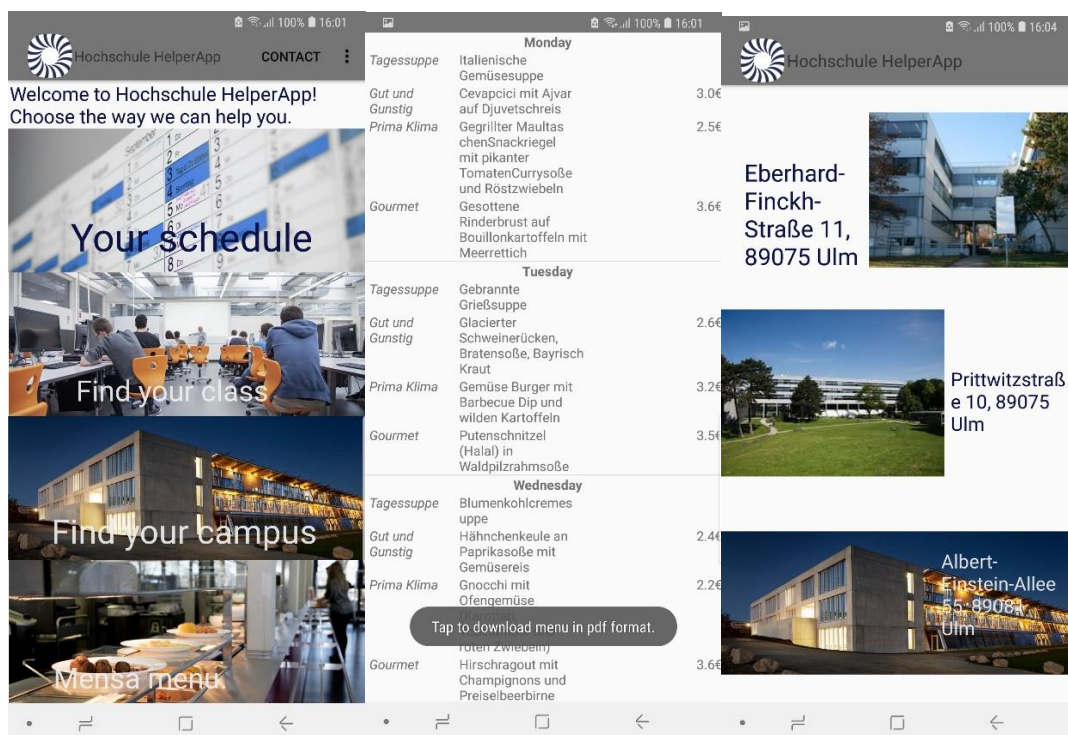 100% 16:01
Hochschule HelperApp CONTACT
Welcome to Hochschule HelperApp!
Choose the way we can help you.
August
September
Your schedule
Find your class
Find your campus
Mensa menu.
100% 16:01
Monday
Tagessuppe Italienische
Gemüsesuppe
Gut und Cevapcici mit Ajvar 3.0€
Gunstig auf Djuvetschreis
Prima Klima Gegrillter Maultas 2.5€
chenSnackriegel
mit pikanter
TomatenCurrysoße
und Röstzwiebeln
Gourmet Gesottene 3.6€
Rinderbrust auf
Bouillonkartoffeln mit
Meerrettich
Tuesday
Tagessuppe Gebrannte
Grießsuppe
Gut und Glacierter 2.6€
Gunstig Schweinerücken,
Bratensoße, Bayrisch
Kraut
Prima Klima Gemüse Burger mit 3.2€
Barbecue Dip und
wilden Kartoffeln
Gourmet Putenschnitzel 3.5€
(Halal) in
Waldpilzrahmsoße
Wednesday
Tagessuppe Blumenkohlcremes
uppe
Gut und Hähnchenkeule an 2.4€
Gunstig Paprikasoße mit
Gemüsereis
Prima Klima Gnocchi mit 2.2€
Ofengemüse
Tap to download menu in pdf format.
roten Zwiebeln)
Gourmet Hirschragout mit 3.6€
Champignons und
Preiselbeerbirne
100% 16:04
Hochschule HelperApp
Eberhard-
Finckh-
Straße 11,
89075 Ulm
Prittwitzstraß
e 10, 89075
Ulm
Albert-
Einstein-Allee
55, 89081
Ulm